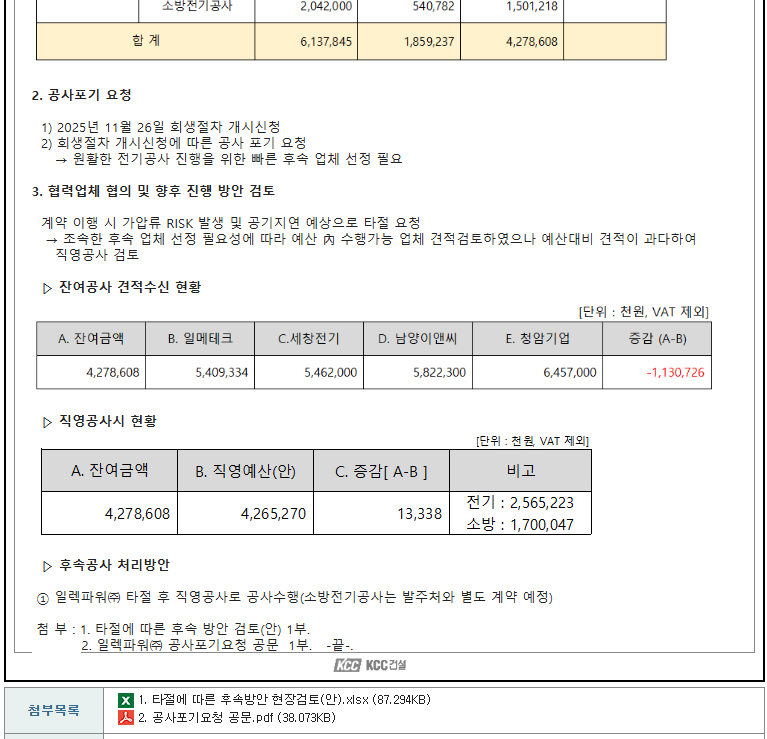 소방전기공사 2,042,000 540,782 1,501,218
합 계 6,137,845 1,859,237 4,278,608
2. 공사포기 요청
1) 2025년 11월 26일 회생절차 개시신청
2) 회생절차 개시신청에 따른 공사 포기 요청
→ 원활한 전기공사 진행을 위한 빠른 후속 업체 선정 필요
3. 협력업체 협의 및 향후 진행 방안 검토
계약 이행 시 가압류 RISK 발생 및 공기지연 예상으로 타절 요청
→ 조속한 후속 업체 선정 필요성에 따라 예산 內 수행가능 업체 견적검토하였으나 예산대비 견적이 과다하여
직영공사 검토
▷ 잔여공사 견적수신 현황
[단위 : 천원, VAT 제외]
A. 잔여금액 B. 일메테크 C.세창전기 D. 남양이앤씨 E. 청암기업 증감 (A-B)
4,278,608 5,409,334 5,462,000 5,822,300 6,457,000 -1,130,726
▷ 직영공사시 현황
[단위 : 천원, VAT 제외]
A. 잔여금액 B. 직영예산(안) C. 증감[ A-B ] 비고
4,278,608 4,265,270 13,338 전기 : 2,565,223
소방 : 1,700,047
▷ 후속공사 처리방안
① 일렉파워㈜ 타절 후 직영공사로 공사수행(소방전기공사는 발주처와 별도 계약 예정)
첨 부 : 1. 타절에 따른 후속 방안 검토(안) 1부.
2. 일렉파워㈜ 공사포기요청 공문 1부. -끝-.
KCC KCC건설
첨부목록
1. 타절에 따른 후속방안 현장검토(안).xlsx (87.294KB)
2. 공사포기요청 공문.pdf (38.073KB)